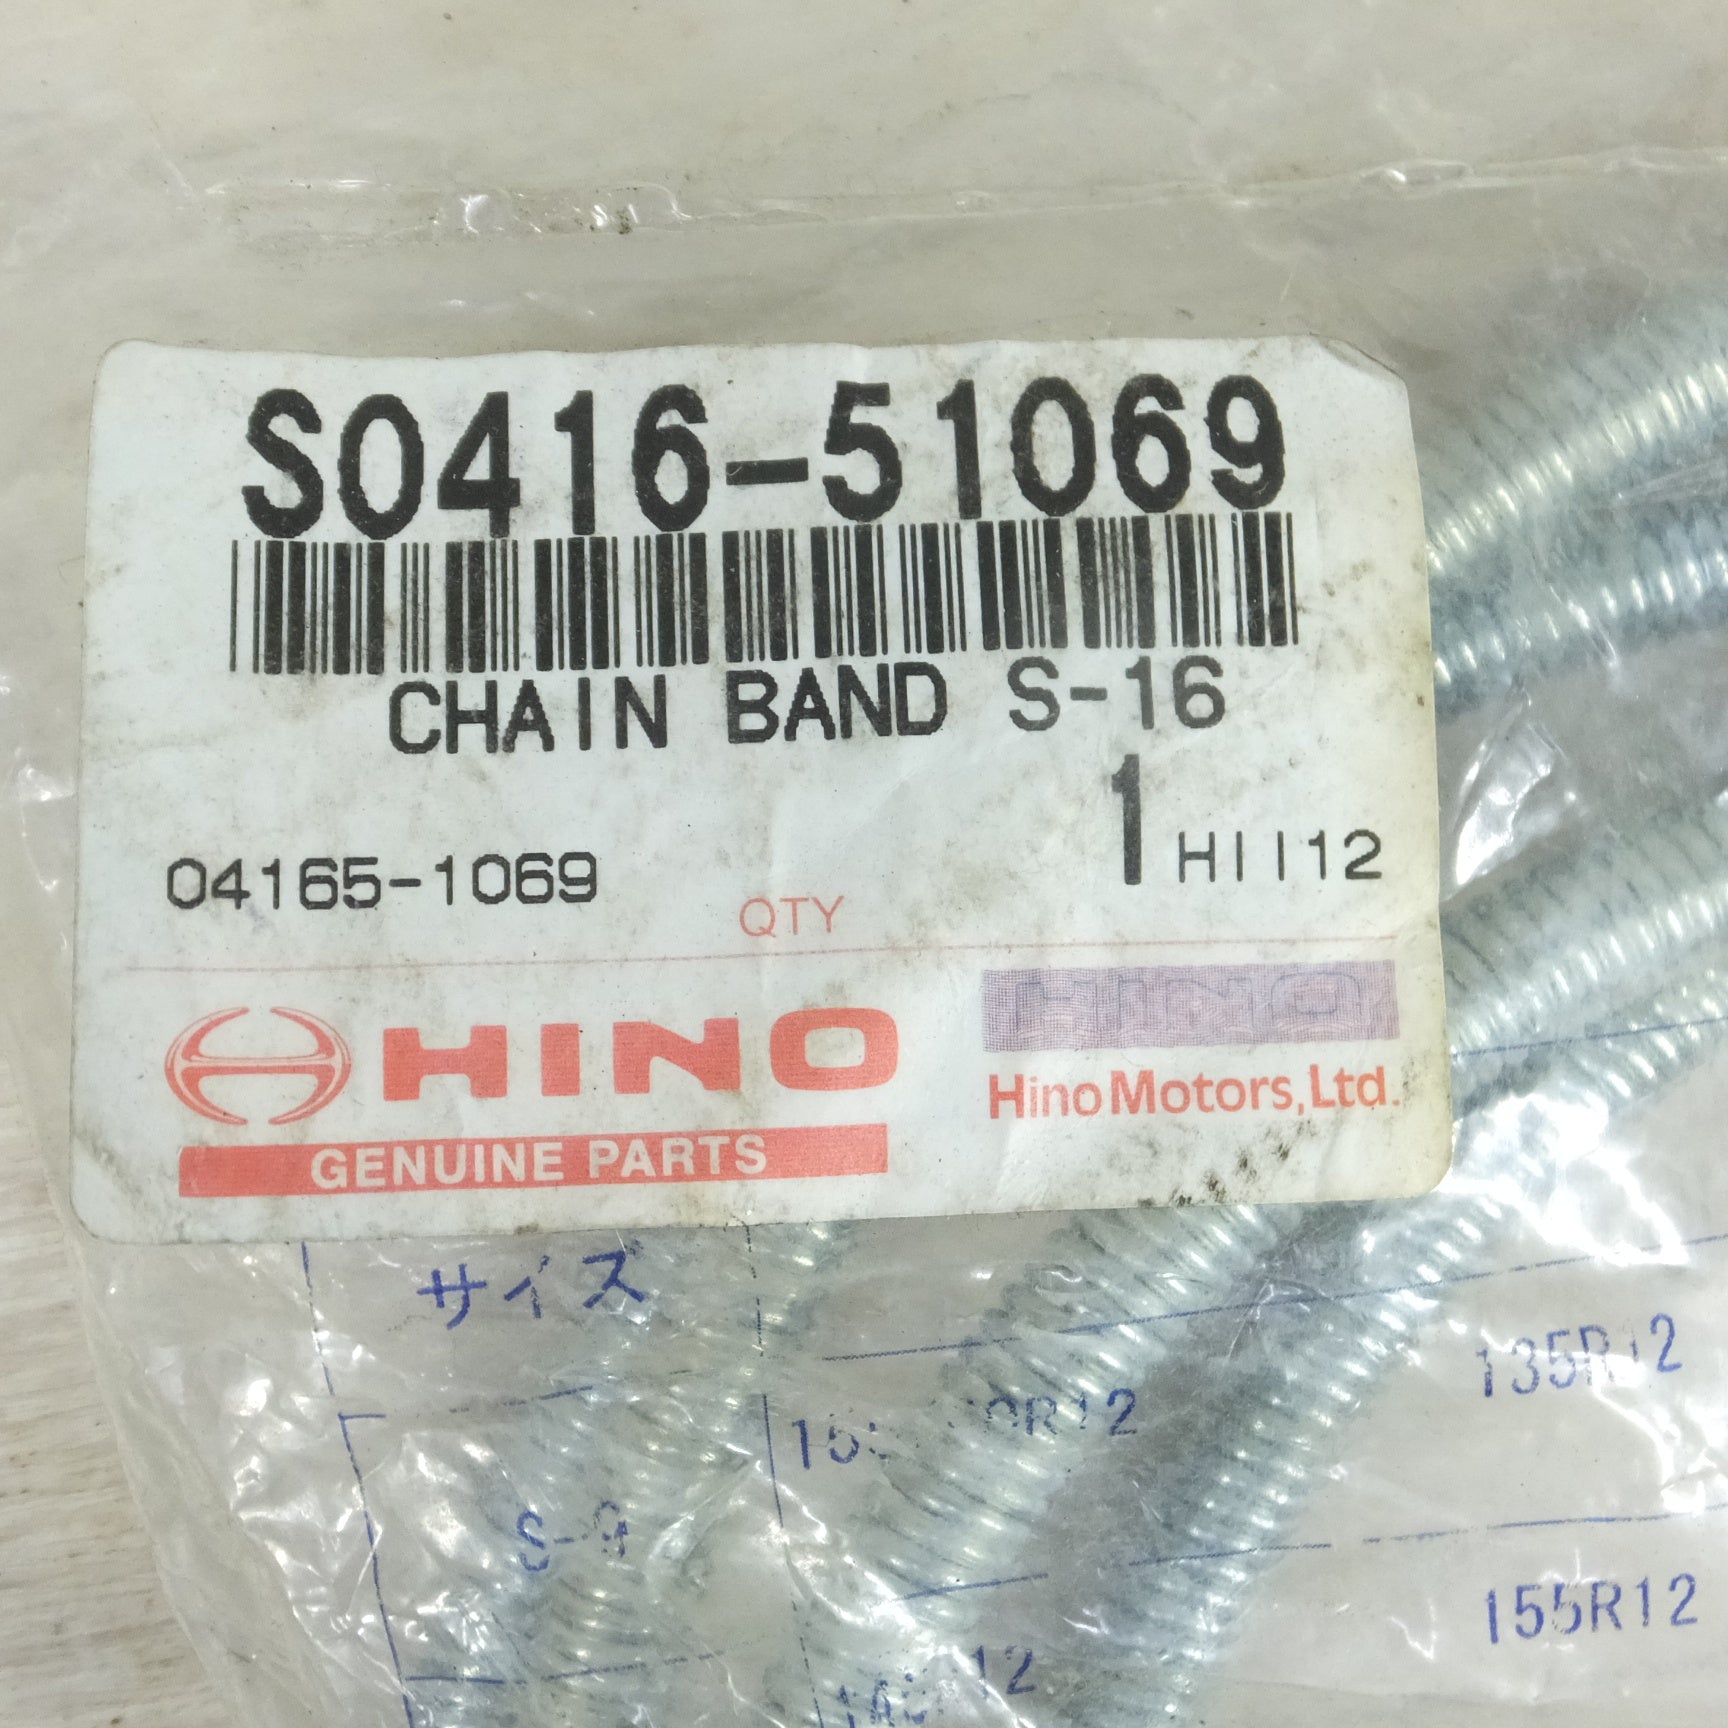 S0416-51069
CHAIN BAND S-16
1 HII12
04165-1069
QTY
HINO
HINO
Hino Motors, Ltd.
GENUINE PARTS
サイズ
135R12
155R12